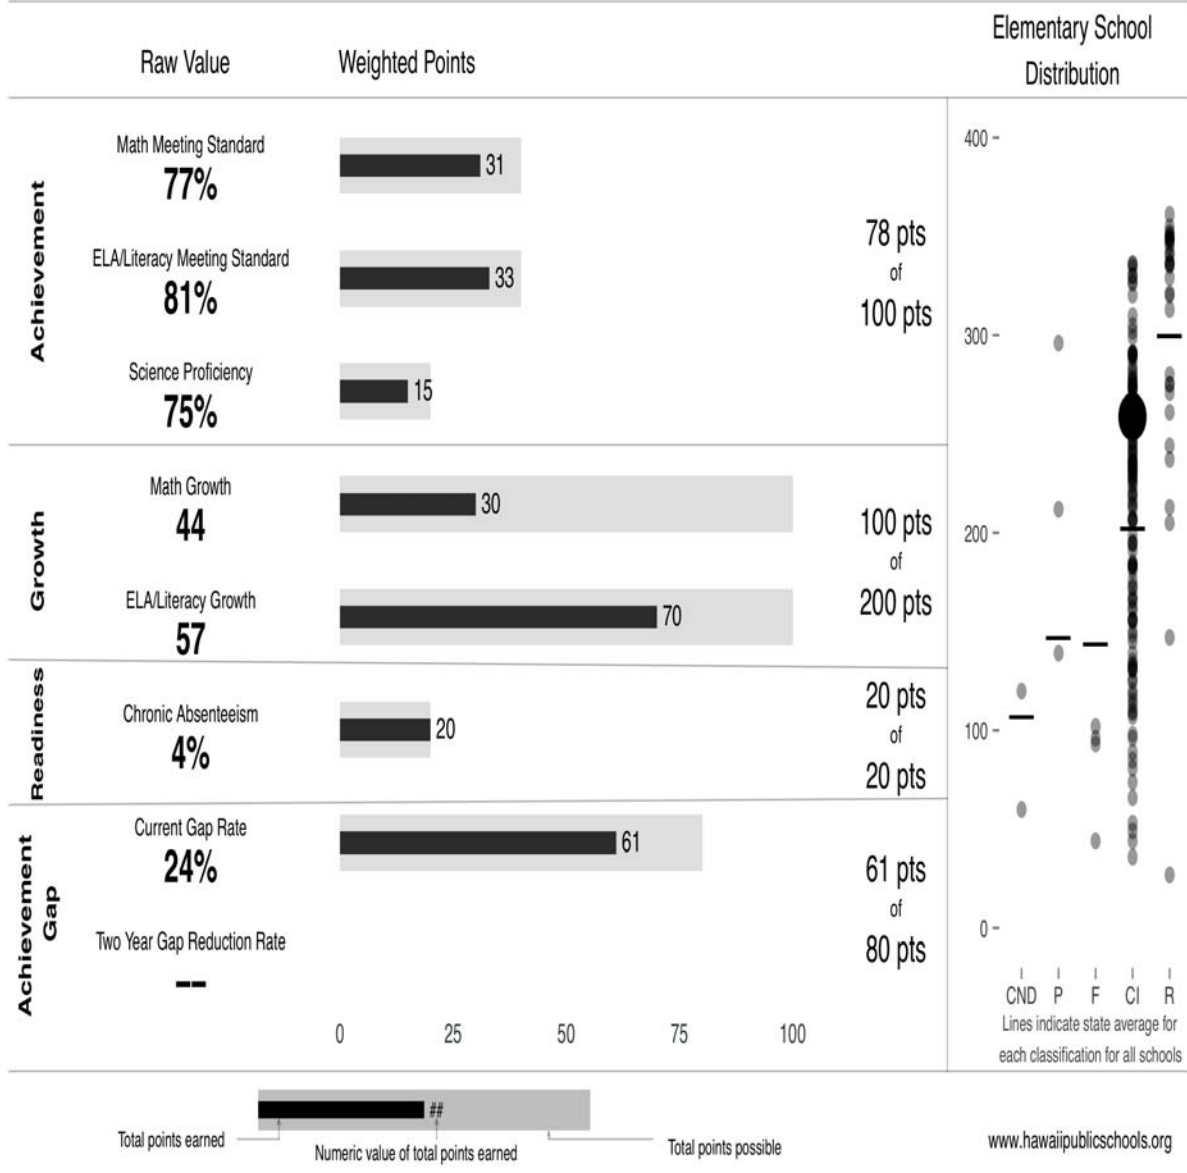 Raw Value
Weighted Points
Elementary School
Distribution
Achievement
Math Meeting Standard
77%
31
ELA/Literacy Meeting Standard
81%
33
Science Proficiency
75%
15
78 pts
of
100 pts
Growth
Math Growth
44
30
ELA/Literacy Growth
57
70
100 pts
of
200 pts
Readiness
Chronic Absenteeism
4%
20
20 pts
of
20 pts
Achievement
Gap
Current Gap Rate
24%
61
Two Year Gap Reduction Rate
--
61 pts
of
80 pts
0 25 50 75 100
400
300
200
100
0
CND P F CI R
Lines indicate state average for
each classification for all schools
##
Total points earned
Numeric value of total points earned
Total points possible
www.hawaiipublicschools.org